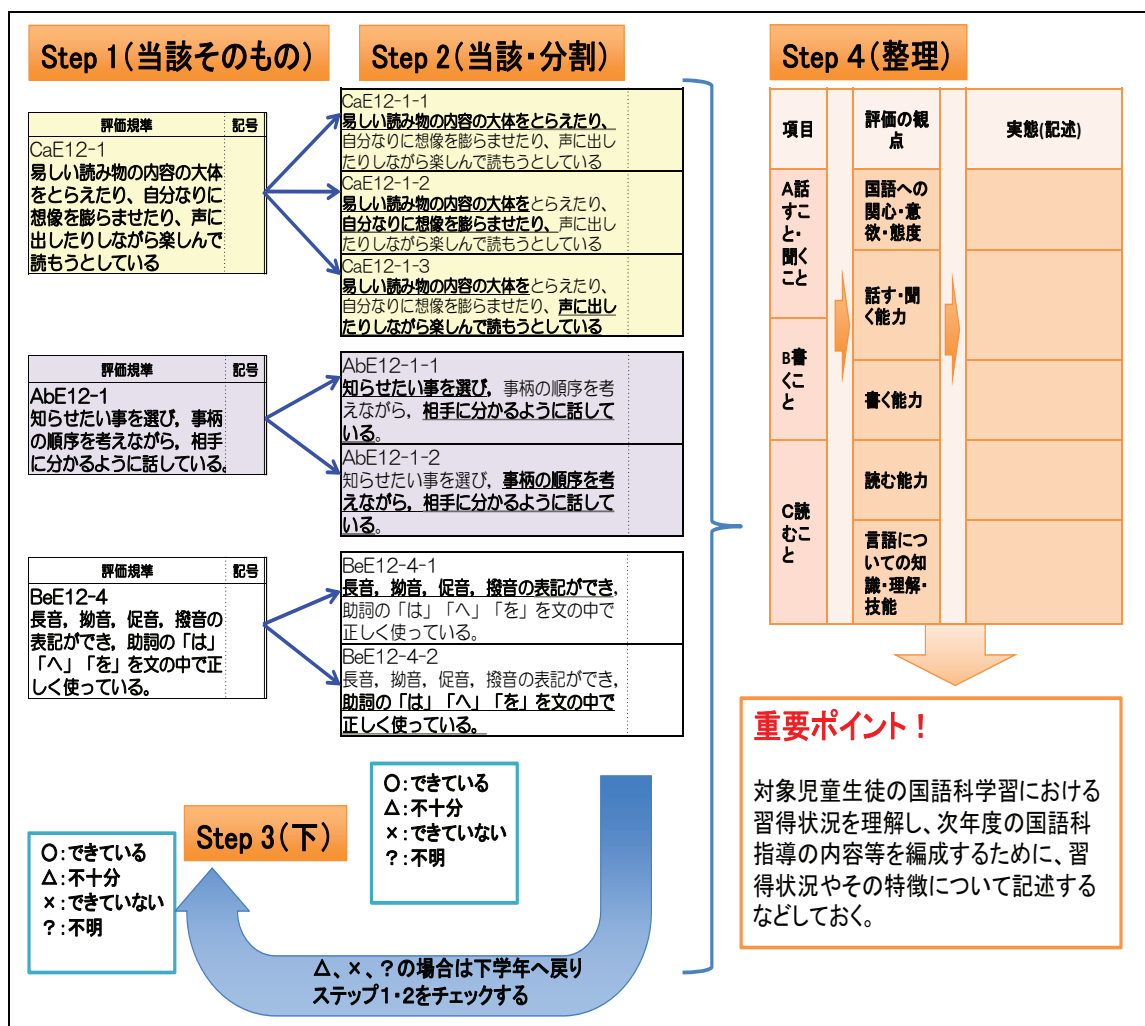 Step 1(当該そのもの)
評価規準 記号
CaE12-1
易しい読み物の内容の大体
をとらえたり、自分なりに
想像を膨らませたり、声に
出したりしながら楽しんで
読もうとしている
評価規準 記号
AbE12-1
知らせたい事を選び，事柄
の順序を考えながら，相手
に分かるように話している。
評価規準 記号
BeE12-4
長音，拗音，促音，撥音の
表記ができ，助詞の「は」
「へ」「を」を文の中で正
しく使っている。
Step 2(当該・分割)
CaE12-1-1
易しい読み物の内容の大体をとらえたり、
自分なりに想像を膨らませたり、声に出し
たりしながら楽しんで読もうとしている
CaE12-1-2
易しい読み物の内容の大体をとらえたり、
自分なりに想像を膨らませたり、声に出し
たりしながら楽しんで読もうとしている
CaE12-1-3
易しい読み物の内容の大体をとらえたり、
自分なりに想像を膨らませたり、声に出し
たりしながら楽しんで読もうとしている
AbE12-1-1
知らせたい事を選び，事柄の順序を考
えながら，相手に分かるように話して
いる。
AbE12-1-2
知らせたい事を選び，事柄の順序を考
えながら，相手に分かるように話して
いる。
BeE12-4-1
長音，拗音，促音，撥音の表記ができ，
助詞の「は」「へ」「を」を文の中で
正しく使っている。
BeE12-4-2
長音，拗音，促音，撥音の表記ができ，
助詞の「は」「へ」「を」を文の中で
正しく使っている。
○:できている
△:不十分
×:できていない
?:不明
Step 3(下)
○:できている
△:不十分
×:できていない
?:不明
△、×、?の場合は下学年へ戻り
ステップ1・2をチェックする
Step 4(整理)
項目
評価の観
点
実態(記述)
A話
すこ
と・
聞く
こと
B書
くこ
と
C読
むこ
と
国語への
関心・意
欲・態度
話す・聞
く能力
書く能力
読む能力
言語につ
いての知
識・理解・
技能
重要ポイント！
対象児童生徒の国語科学習における
習得状況を理解し、次年度の国語科
指導の内容等を編成するために、習
得状況やその特徴について記述する
などしておく。